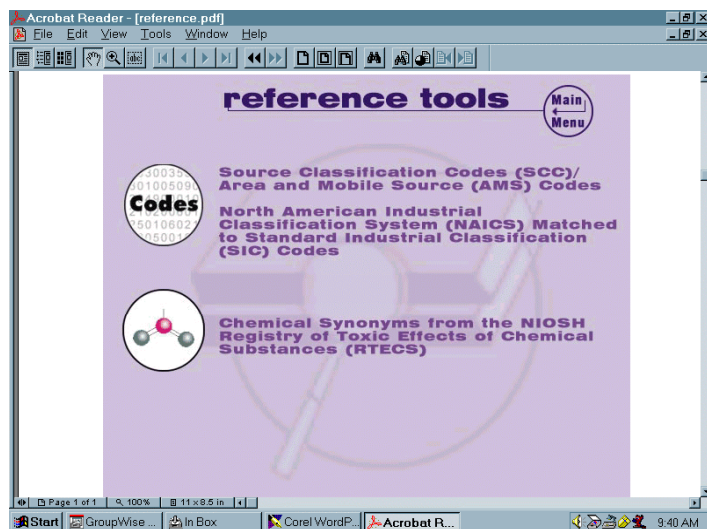 Acrobat Reader - [reference.pdf]
File Edit View Tools Window Help
abc
reference tools
Main
Menu
Codes
Source Classification Codes (SCC)/
Area and Mobile Source (AMS) Codes
North American Industrial
Classification System (NAICS) Matched
to Standard Industrial Classification
(SIC) Codes
Chemical Synonyms from the NIOSH
Registry of Toxic Effects of Chemical
Substances (RTECS)
Page 1 of 1 100% 11 x 8.5 in
Start GroupWise ... In Box Corel WordP... Acrobat R... 9:40 AM